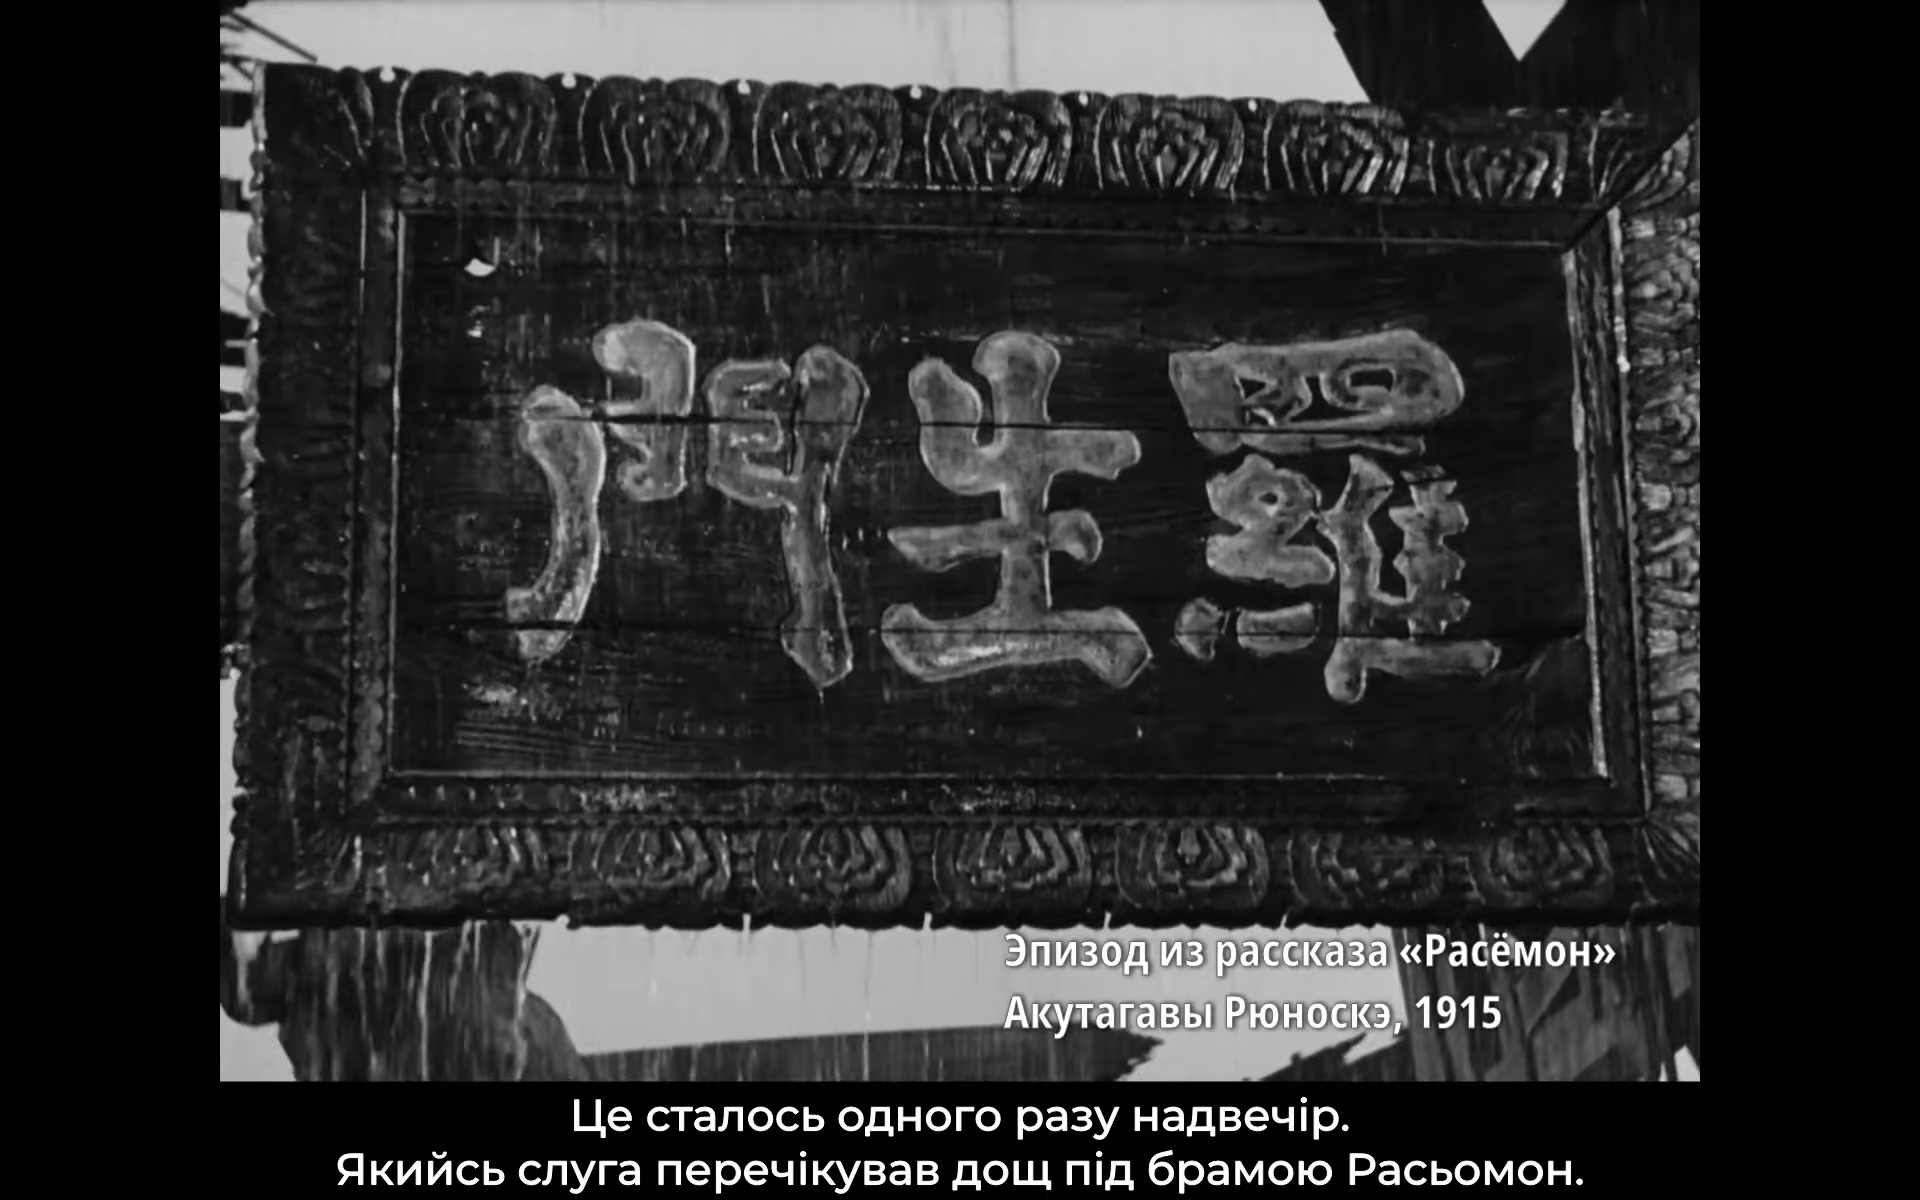 羅生門
Эпизод из рассказа «Расёмон»
Акутагавы Рюноскэ, 1915
Це сталось одного разу надвечір.
Якийсь слуга перечікував дощ під брамою Расьомон.